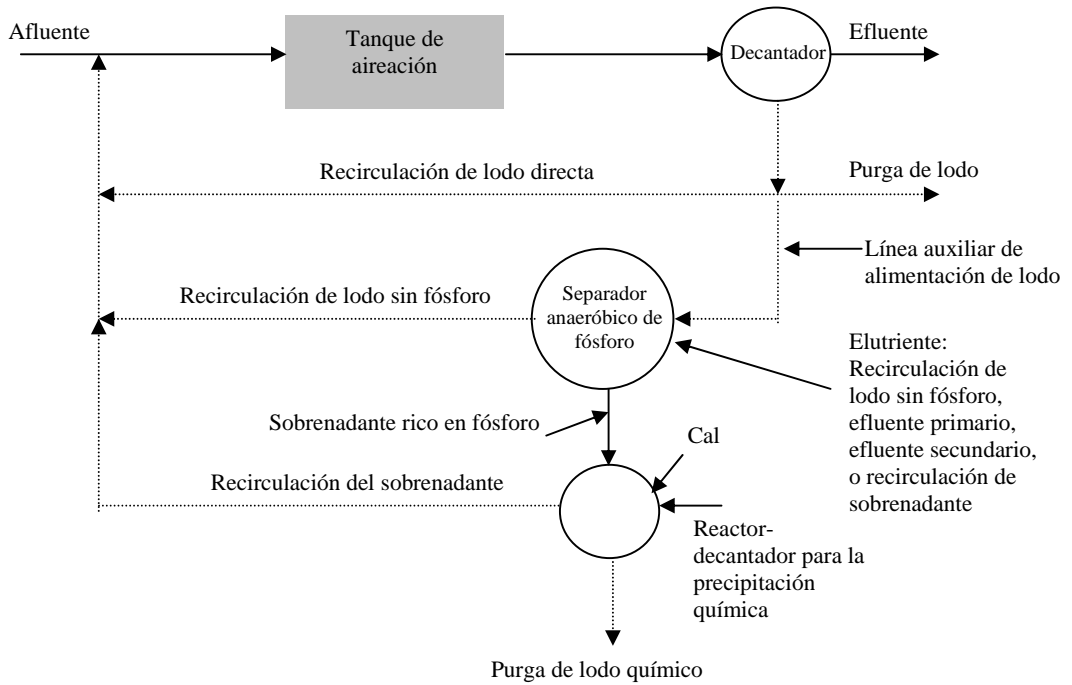 Afluente
Tanque de
aireación
Decantador
Efluente
Recirculación de lodo directa
Purga de lodo
Línea auxiliar de
alimentación de lodo
Recirculación de lodo sin fósforo
Separador
anaeróbico de
fósforo
Elutriente:
Recirculación de
lodo sin fósforo,
efluente primario,
efluente secundario,
o recirculación de
sobrenadante
Sobrenadante rico en fósforo
Cal
Recirculación del sobrenadante
Reactor-
decantador para la
precipitación
química
Purga de lodo químico